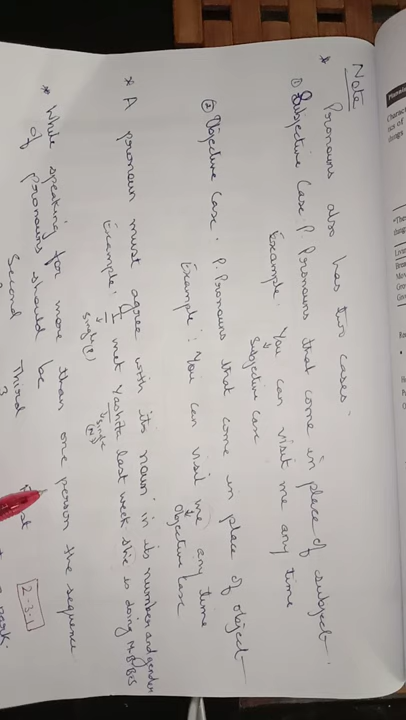 Note
* Pronouns also has two cases.
① Subjective Case. P. Pronouns that come in place of subject.
Example. You can visit me any time
Subjective case
② Objective Case. P. Pronouns that come in place of object
Example: You can visit me any time
Objective Case
* A pronoun must agree with its noun in its number and gender
Example: I met Yashita last week she is doing MBBS
* While speaking for more than one person the sequence
of pronouns should be 2-3-1
Second Third
park.